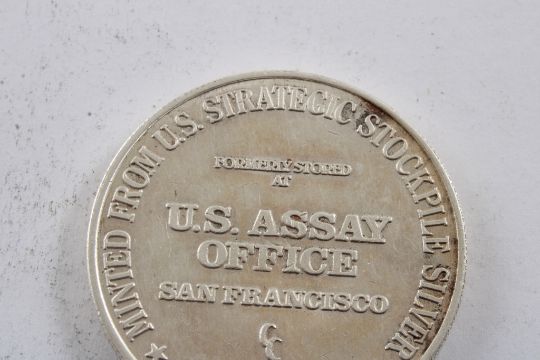 MINTED FROM U.S. STRATEGIC STOCKPILE SILVER
FORMERLY STORED
AT
U.S. ASSAY
OFFICE
SAN FRANCISCO